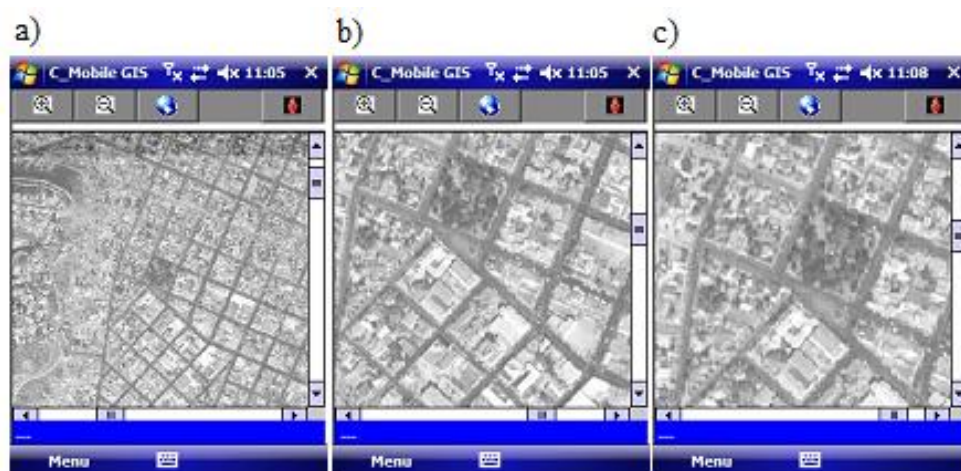 a)
b)
c)
C_Mobile GIS 11:05
C_Mobile GIS 11:05
C_Mobile GIS 11:08
Menu
Menu
Menu